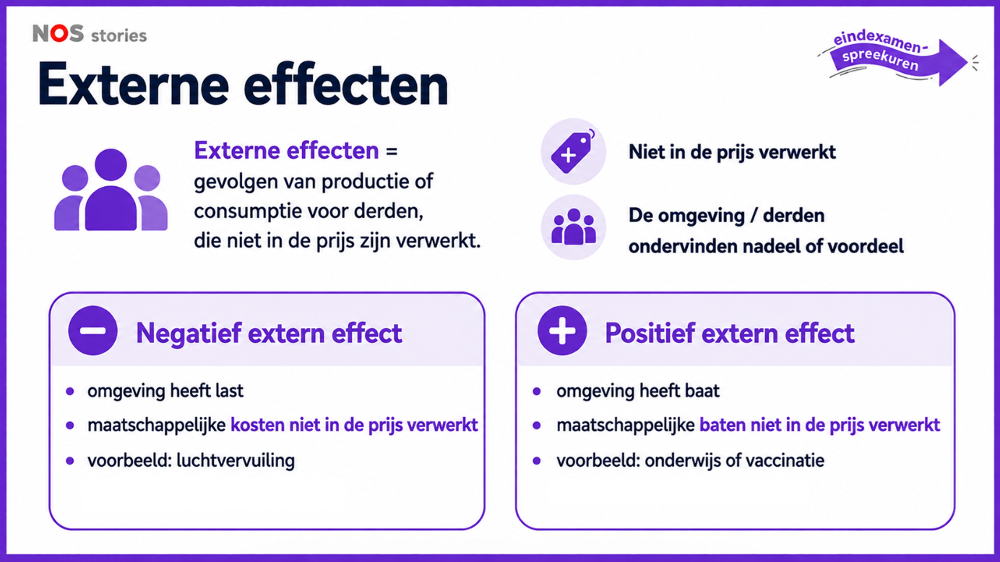 NOS stories
eindexamen-
spreekuren
Externe effecten
Externe effecten =
gevolgen van productie of
consumptie voor derden,
die niet in de prijs zijn verwerkt.
Niet in de prijs verwerkt
De omgeving / derden
ondervinden nadeel of voordeel
Negatief extern effect
• omgeving heeft last
• maatschappelijke kosten niet in de prijs verwerkt
• voorbeeld: luchtvervuiling
Positief extern effect
• omgeving heeft baat
• maatschappelijke baten niet in de prijs verwerkt
• voorbeeld: onderwijs of vaccinatie